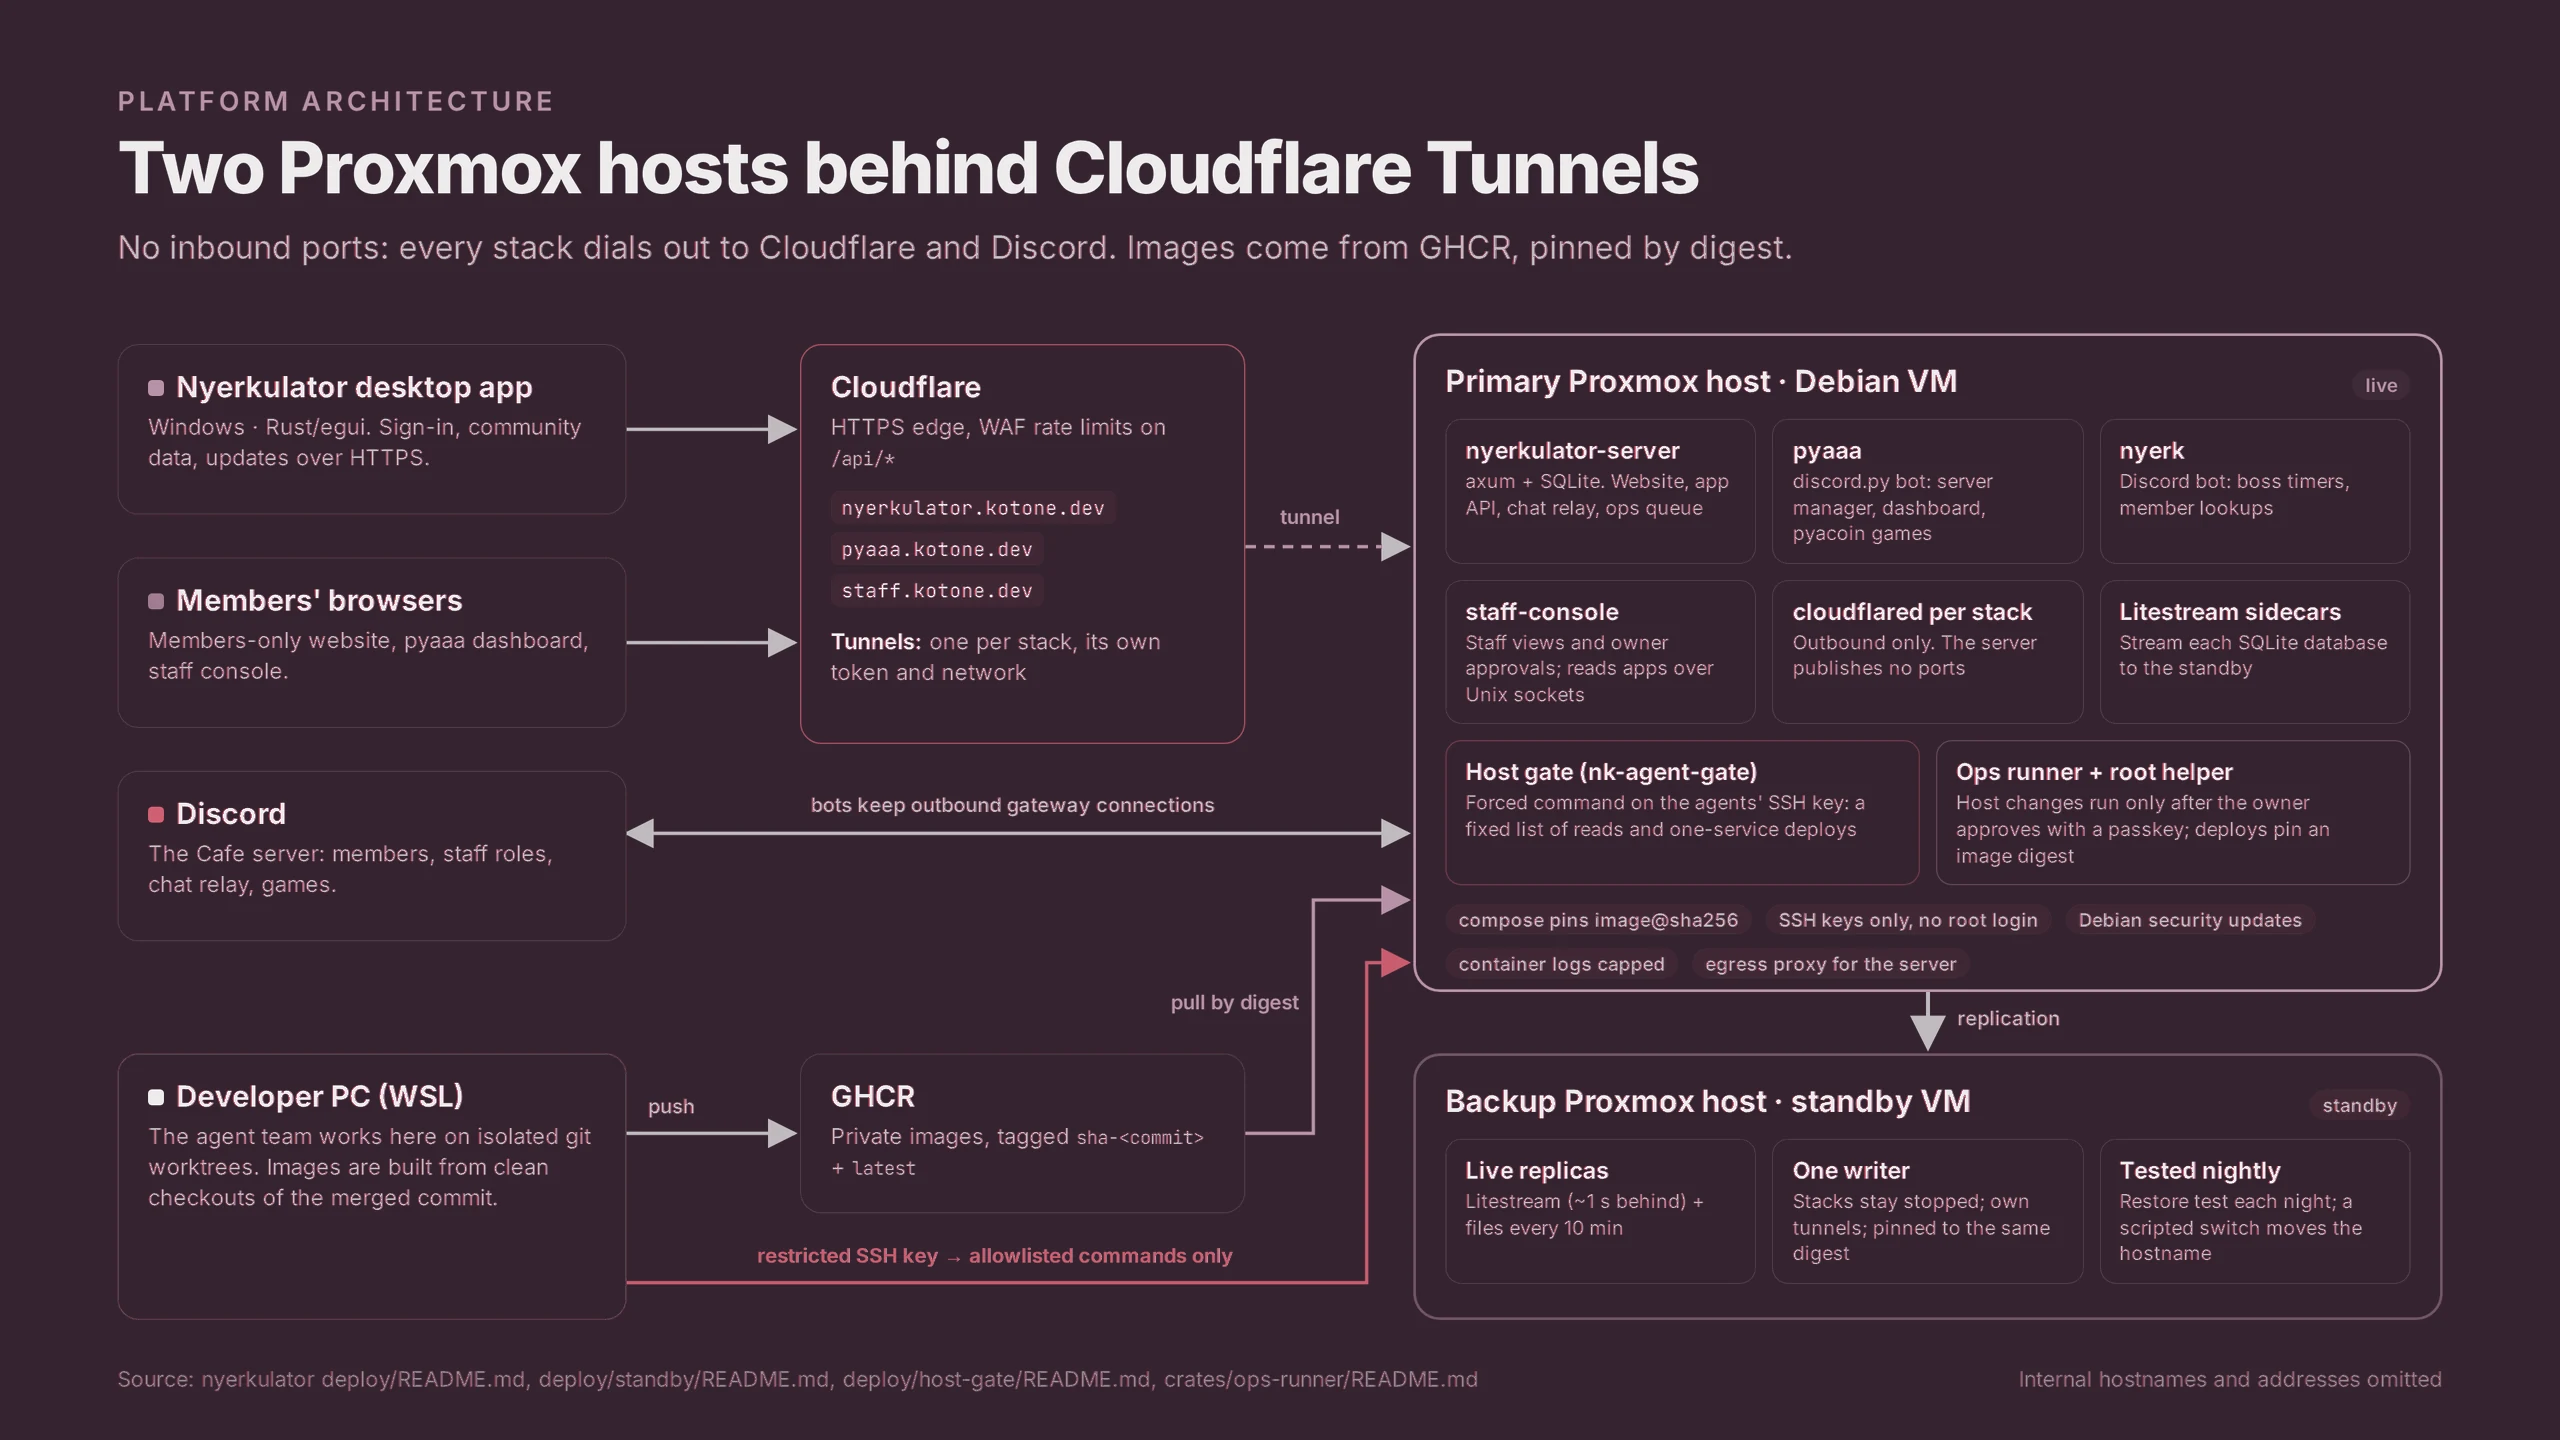 PLATFORM ARCHITECTURE
Two Proxmox hosts behind Cloudflare Tunnels
No inbound ports: every stack dials out to Cloudflare and Discord. Images come from GHCR, pinned by digest.
Nyerkulator desktop app
Windows · Rust/egui. Sign-in, community
data, updates over HTTPS.
Members' browsers
Members-only website, pyaaa dashboard,
staff console.
Discord
The Cafe server: members, staff roles,
chat relay, games.
Developer PC (WSL)
The agent team works here on isolated git
worktrees. Images are built from clean
checkouts of the merged commit.
Cloudflare
HTTPS edge, WAF rate limits on
/api/*
nyerkulator.kotone.dev
pyaaa.kotone.dev
staff.kotone.dev
Tunnels: one per stack, its own
token and network
tunnel
bots keep outbound gateway connections
pull by digest
push
GHCR
Private images, tagged sha-<commit>
+ latest
restricted SSH key → allowlisted commands only
Primary Proxmox host · Debian VM
live
nyerkulator-server
axum + SQLite. Website, app
API, chat relay, ops queue
pyaaa
discord.py bot: server
manager, dashboard,
pyacoin games
nyerk
Discord bot: boss timers,
member lookups
staff-console
Staff views and owner
approvals; reads apps over
Unix sockets
cloudflared per stack
Outbound only. The server
publishes no ports
Litestream sidecars
Stream each SQLite database
to the standby
Host gate (nk-agent-gate)
Forced command on the agents' SSH key: a
fixed list of reads and one-service deploys
Ops runner + root helper
Host changes run only after the owner
approves with a passkey; deploys pin an
image digest
compose pins image@sha256
SSH keys only, no root login
Debian security updates
container logs capped
egress proxy for the server
replication
Backup Proxmox host · standby VM
standby
Live replicas
Litestream (~1 s behind) +
files every 10 min
One writer
Stacks stay stopped; own
tunnels; pinned to the same
digest
Tested nightly
Restore test each night; a
scripted switch moves the
hostname
Source: nyerkulator deploy/README.md, deploy/standby/README.md, deploy/host-gate/README.md, crates/ops-runner/README.md
Internal hostnames and addresses omitted